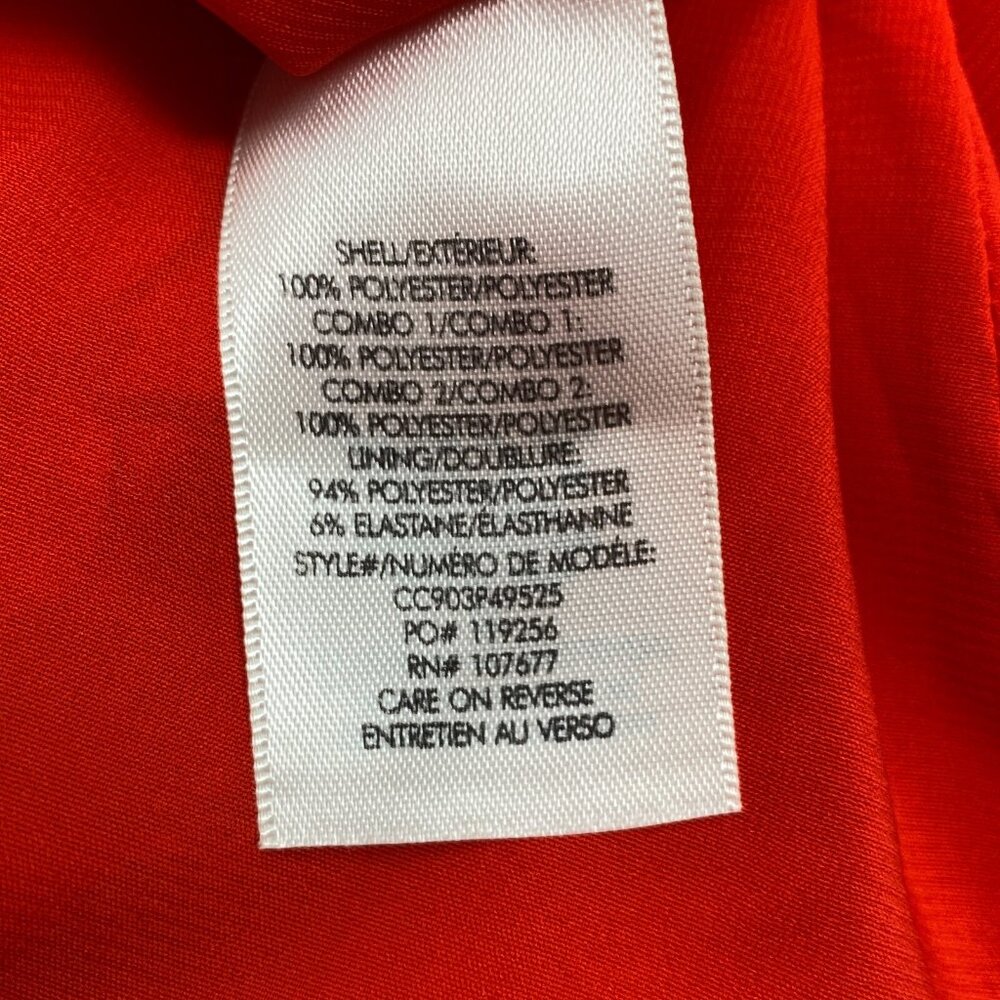 SHELL/EXTÉRIEUR:
100% POLYESTER/POLYESTER
COMBO 1/COMBO 1:
100% POLYESTER/POLYESTER
COMBO 2/COMBO 2:
100% POLYESTER/POLYESTER
LINING/DOUBLURE:
94% POLYESTER/POLYESTER
6% ELASTANE/ÉLASTHANNE
STYLE#/NUMÉRO DE MODÉLE:
CC903P49525
PO# 119256
RN# 107677
CARE ON REVERSE
ENTRETIEN AU VERSO